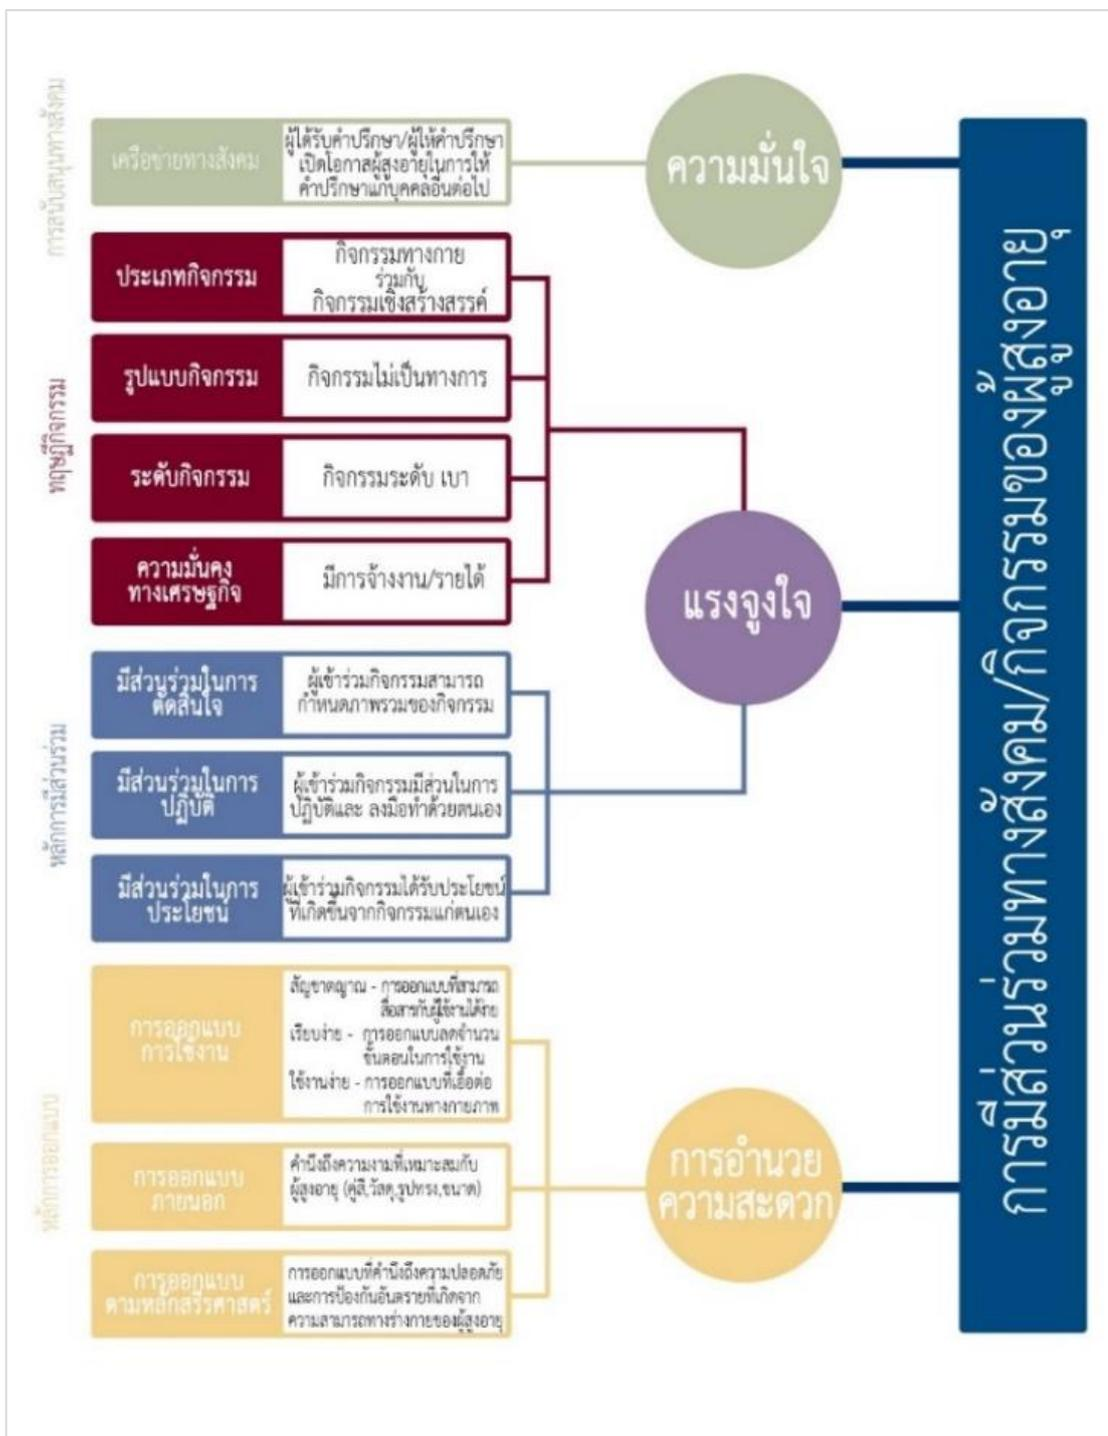 การสนับสนุนทางสังคม
เครือข่ายทางสังคม
ผู้ได้รับคำปรึกษา/ผู้ให้คำปรึกษา
เปิดโอกาสผู้สูงอายุในการให้
คำปรึกษาแก่บุคคลอื่นต่อไป
ความมั่นใจ
ทฤษฎีกิจกรรม
ประเภทกิจกรรม
กิจกรรมทางกาย
ร่วมกับ
กิจกรรมเชิงสร้างสรรค์
รูปแบบกิจกรรม
กิจกรรมไม่เป็นทางการ
ระดับกิจกรรม
กิจกรรมระดับ เบา
ความมั่นคง
ทางเศรษฐกิจ
มีการจ้างงาน/รายได้
แรงจูงใจ
หลักการมีส่วนร่วม
มีส่วนร่วมในการ
ตัดสินใจ
ผู้เข้าร่วมกิจกรรมสามารถ
กำหนดภาพรวมของกิจกรรม
มีส่วนร่วมในการ
ปฏิบัติ
ผู้เข้าร่วมกิจกรรมมีส่วนในการ
ปฏิบัติและ ลงมือทำด้วยตนเอง
มีส่วนร่วมในการ
ประโยชน์
ผู้เข้าร่วมกิจกรรมได้รับประโยชน์
ที่เกิดขึ้นจากกิจกรรมแก่ตนเอง
หลักการออกแบบ
การออกแบบ
การใช้งาน
สัญชาตญาณ - การออกแบบที่สามารถ
สื่อสารกับผู้ใช้งานได้ง่าย
เรียบง่าย - การออกแบบลดจำนวน
ขั้นตอนในการใช้งาน
ใช้งานง่าย - การออกแบบที่เอื้อต่อ
การใช้งานทางกายภาพ
การออกแบบ
ภายนอก
คำนึงถึงความงามที่เหมาะสมกับ
ผู้สูงอายุ (คู่สี,วัสดุ,รูปทรง,ขนาด)
การออกแบบ
ตามหลักสรีรศาสตร์
การออกแบบที่คำนึงถึงความปลอดภัย
และการป้องกันอันตรายที่เกิดจาก
ความสามารถทางร่างกายของผู้สูงอายุ
การอำนวย
ความสะดวก
การมีส่วนร่วมทางสังคม/กิจกรรมของผู้สูงอายุ